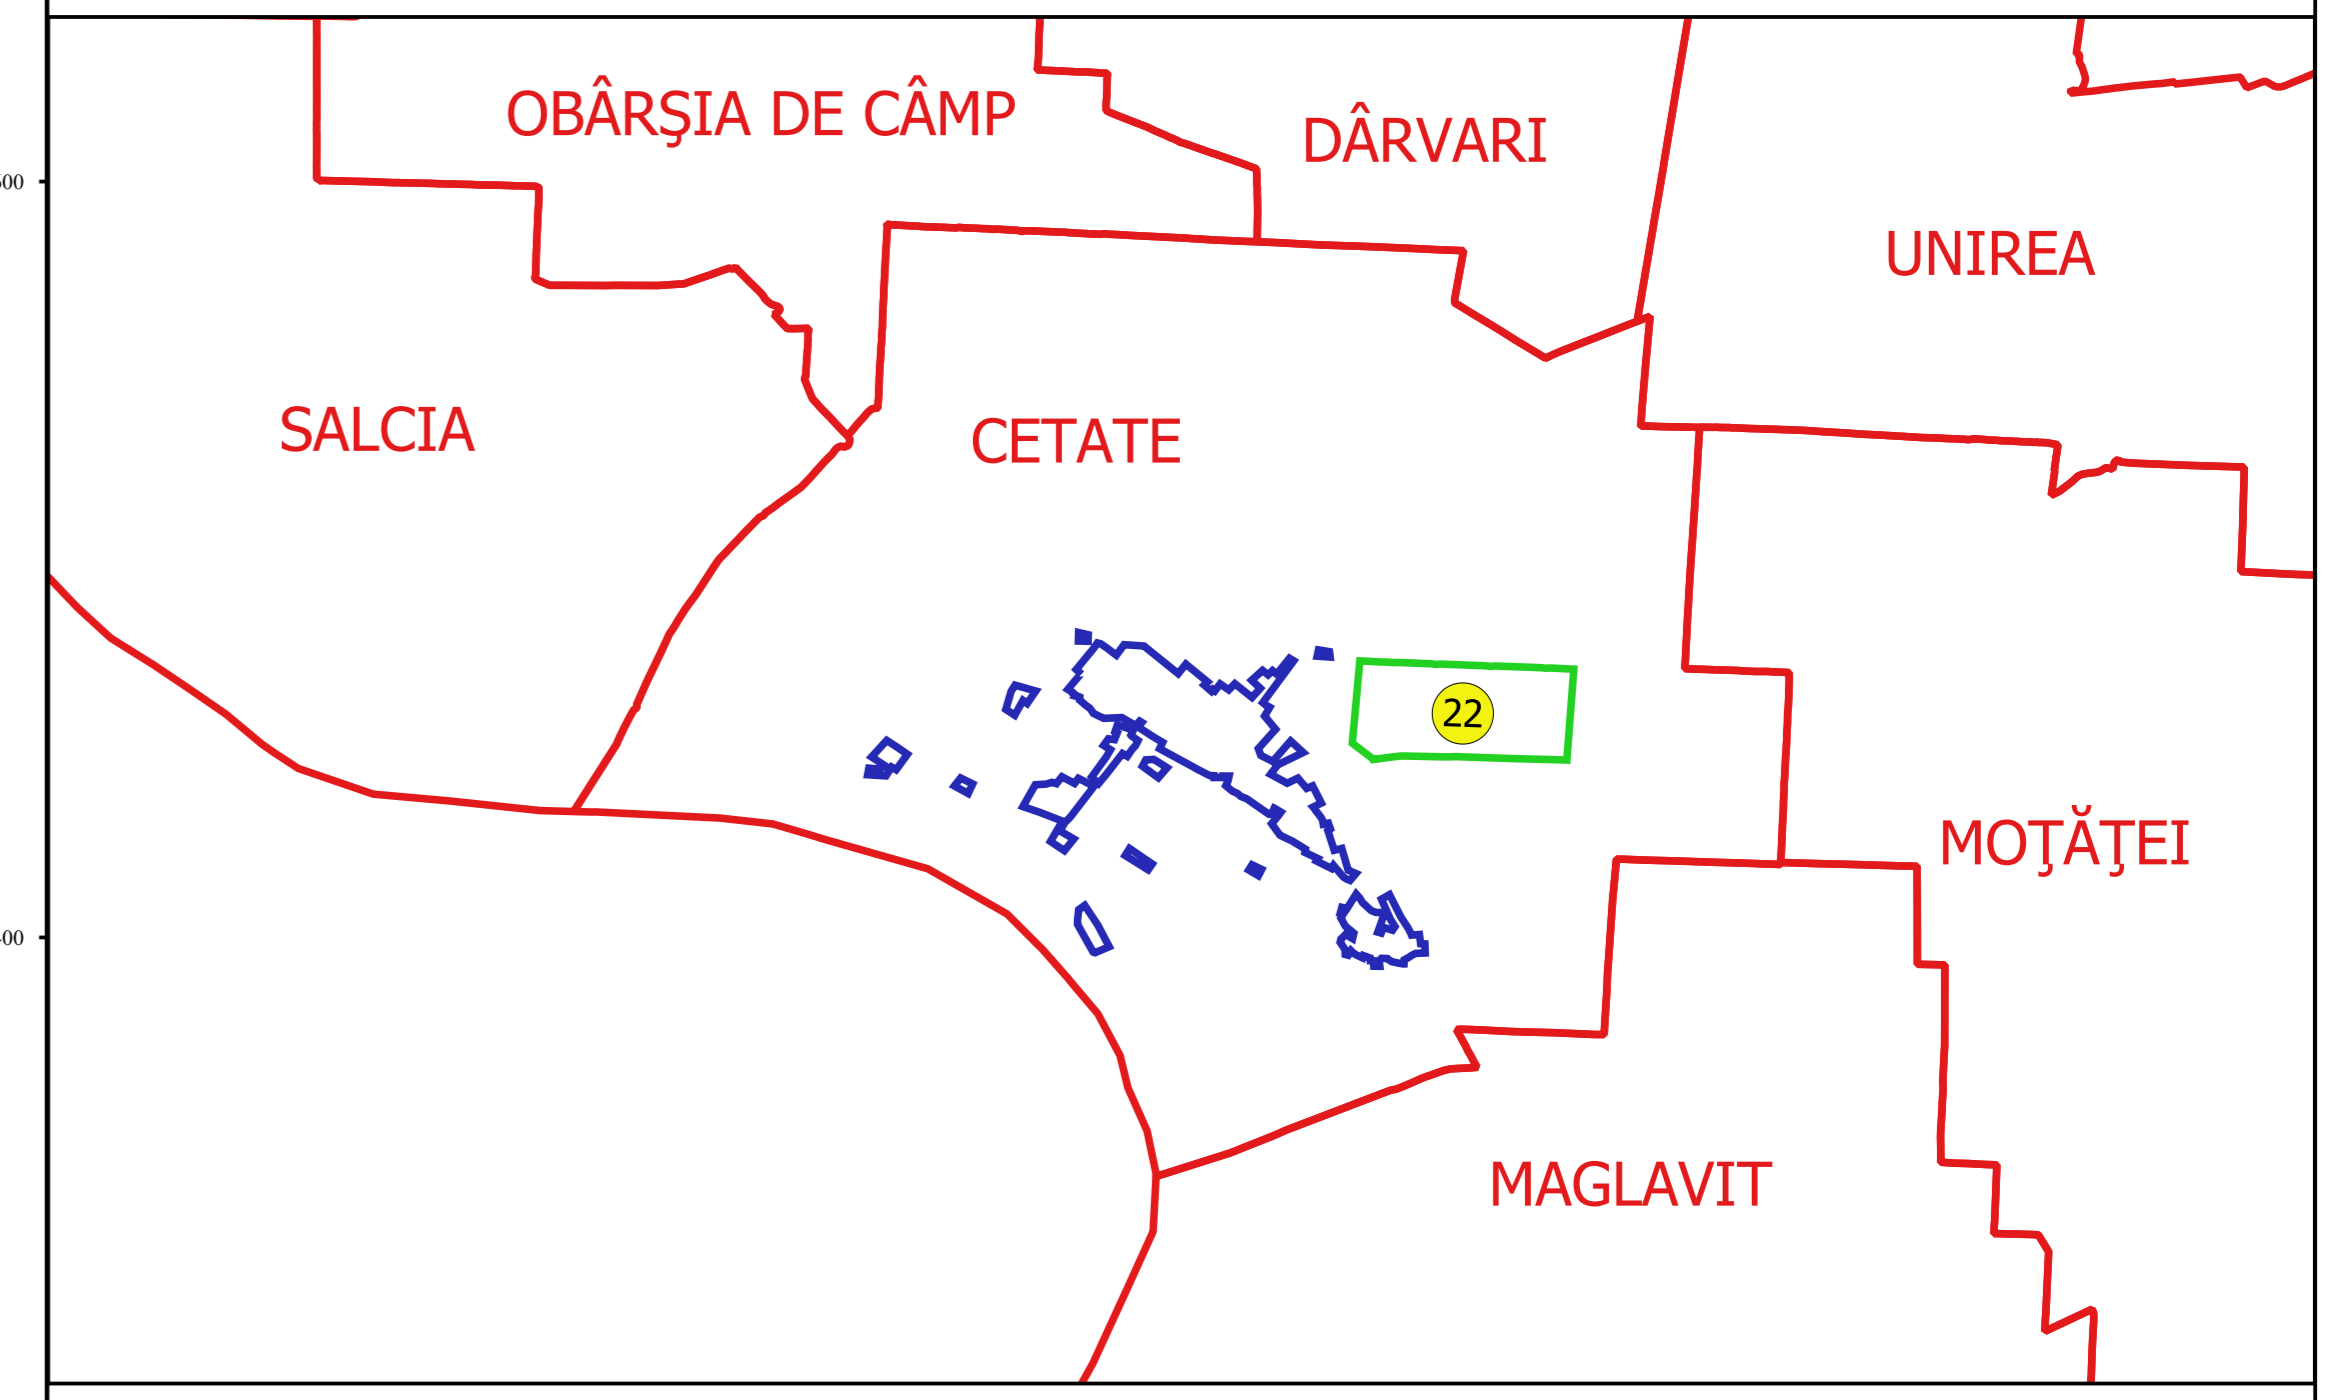 OBÂRŞIA DE CÂMP
DÂRVARI
UNIREA
SALCIA
CETATE
22
MOŢĂŢEI
MAGLAVIT